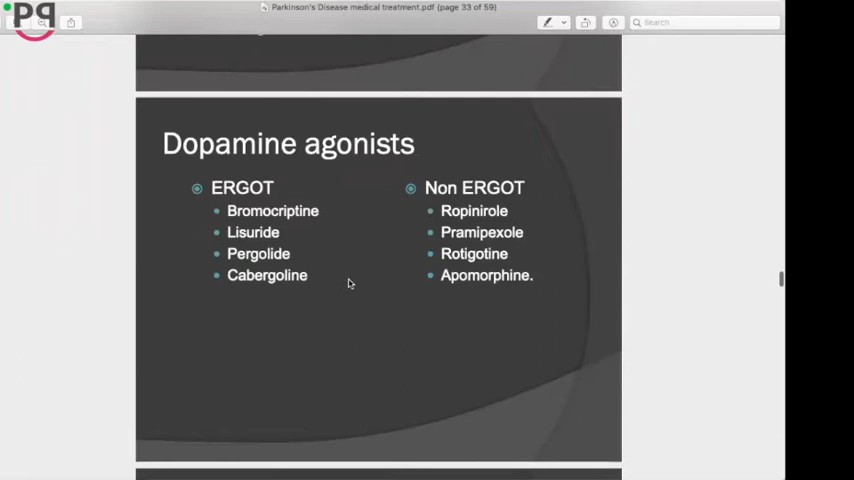 Parkinson's Disease medical treatment.pdf (page 33 of 59)
PQ
Search
Dopamine agonists
ERGOT
Bromocriptine
Lisuride
Pergolide
Cabergoline
Non ERGOT
Ropinirole
Pramipexole
Rotigotine
Apomorphine.